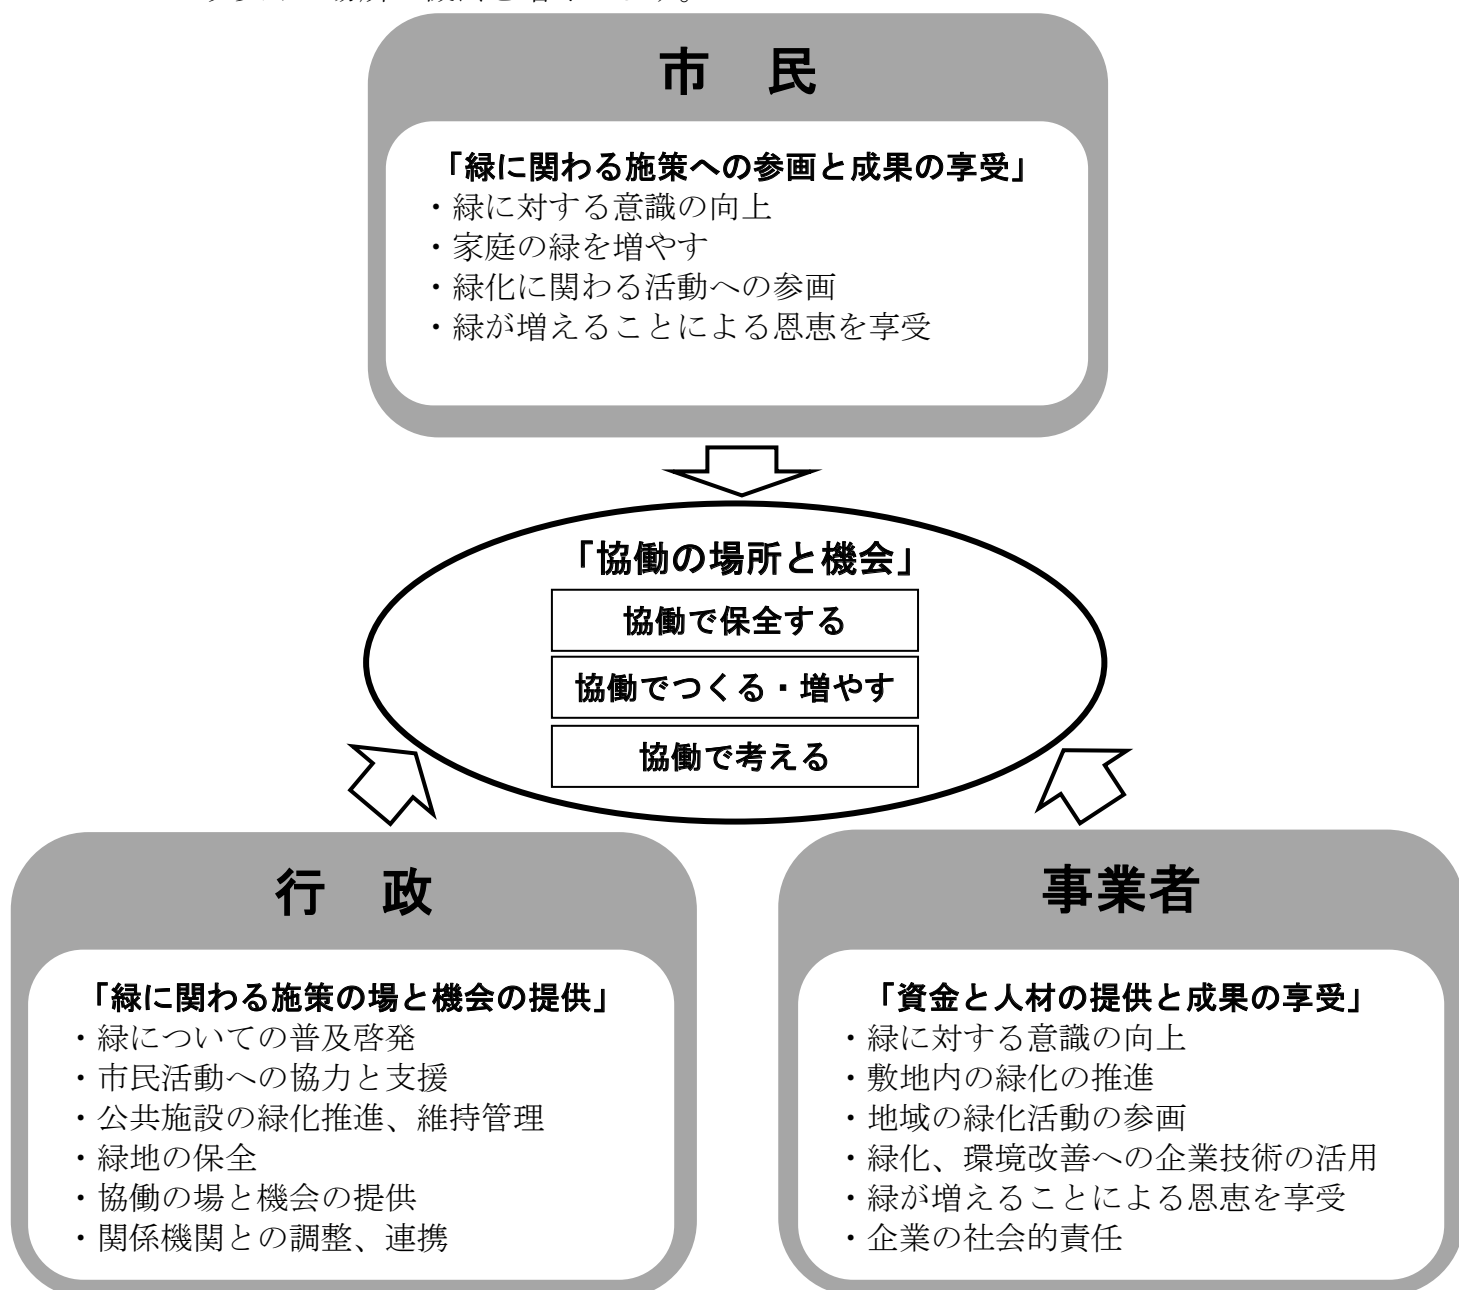 市　民
「緑に関わる施策への参画と成果の享受」
・緑に対する意識の向上
・家庭の緑を増やす
・緑化に関わる活動への参画
・緑が増えることによる恩恵を享受
「協働の場所と機会」
協働で保全する
協働でつくる・増やす
協働で考える
行　政
「緑に関わる施策の場と機会の提供」
・緑についての普及啓発
・市民活動への協力と支援
・公共施設の緑化推進、維持管理
・緑地の保全
・協働の場と機会の提供
・関係機関との調整、連携
事業者
「資金と人材の提供と成果の享受」
・緑に対する意識の向上
・敷地内の緑化の推進
・地域の緑化活動の参画
・緑化、環境改善への企業技術の活用
・緑が増えることによる恩恵を享受
・企業の社会的責任